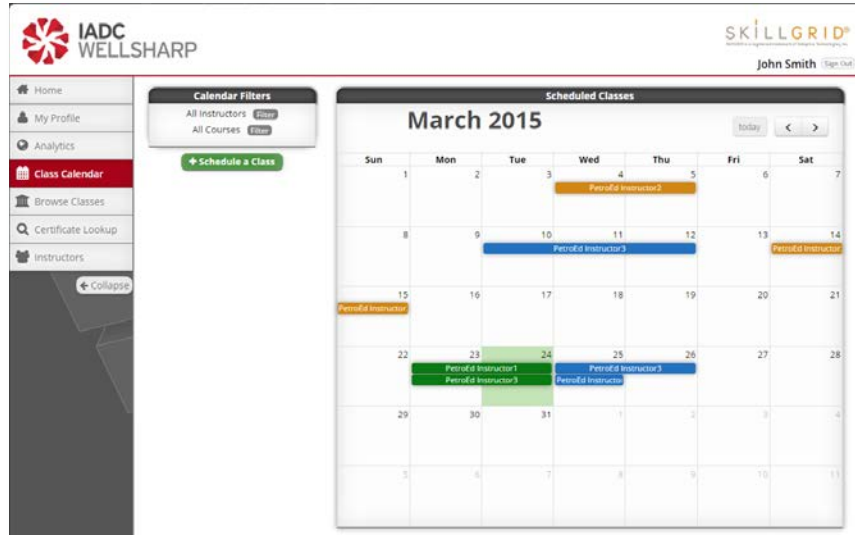 IADC
WELLSHARP
SKILLGRID®
John Smith Sign Out
Home
My Profile
Analytics
Class Calendar
Browse Classes
Certificate Lookup
Instructors
Collapse
Calendar Filters
All Instructors Filter
All Courses Filter
Schedule a Class
Scheduled Classes
March 2015
today
Sun Mon Tue Wed Thu Fri Sat
1 2 3 4 5 6 7
PetroEd Instructor2
8 9 10 11 12 13 14
PetroEd Instructor3 PetroEd Instructor
15 16 17 18 19 20 21
PetroEd Instructor
22 23 24 25 26 27 28
PetroEd Instructor1 PetroEd Instructor3
PetroEd Instructor3 PetroEd Instructo
29 30 31 1 2 3 4
5 6 7 8 9 10 11